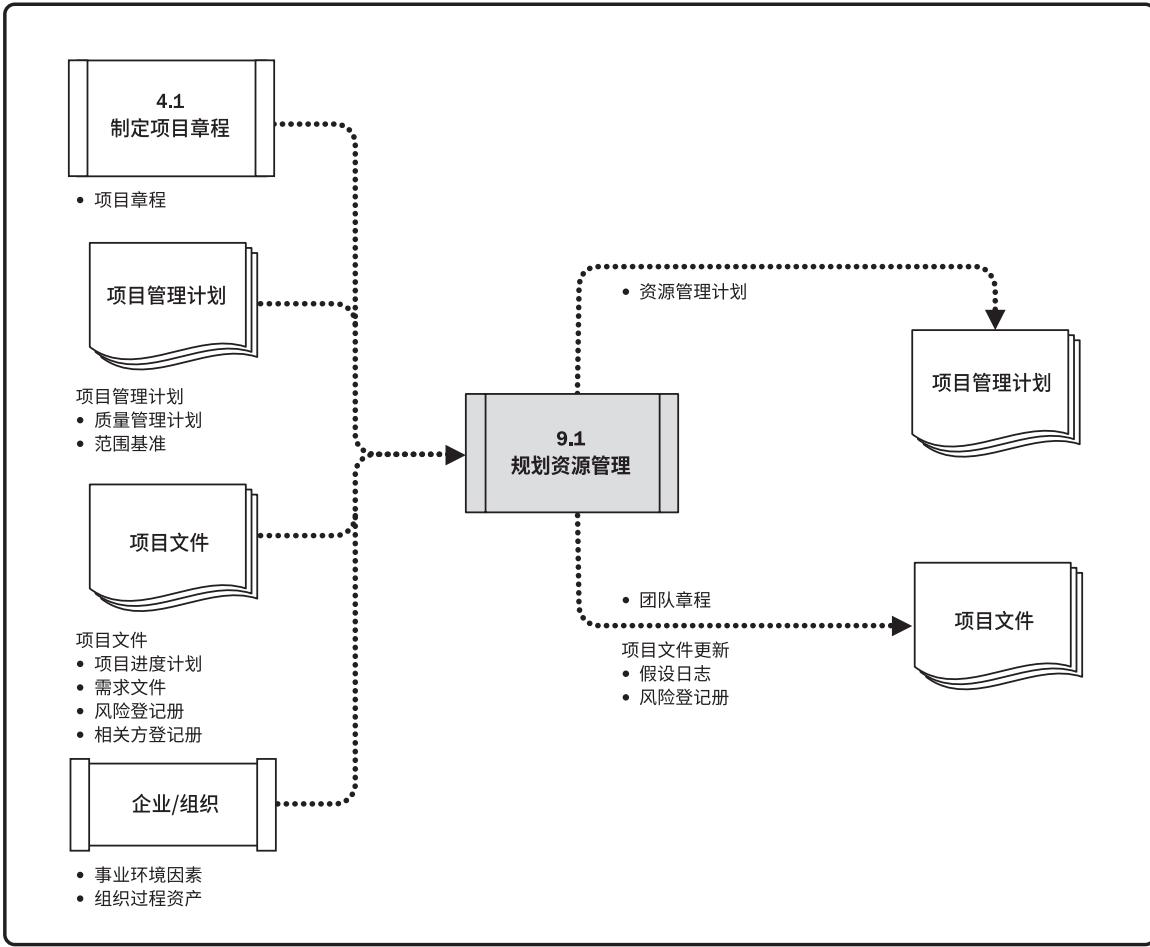 4.1
制定项目章程
• 项目章程
项目管理计划
项目管理计划
• 质量管理计划
• 范围基准
项目文件
项目文件
• 项目进度计划
• 需求文件
• 风险登记册
• 相关方登记册
企业/组织
• 事业环境因素
• 组织过程资产
9.1
规划资源管理
• 资源管理计划
项目管理计划
• 团队章程
项目文件更新
• 假设日志
• 风险登记册
项目文件